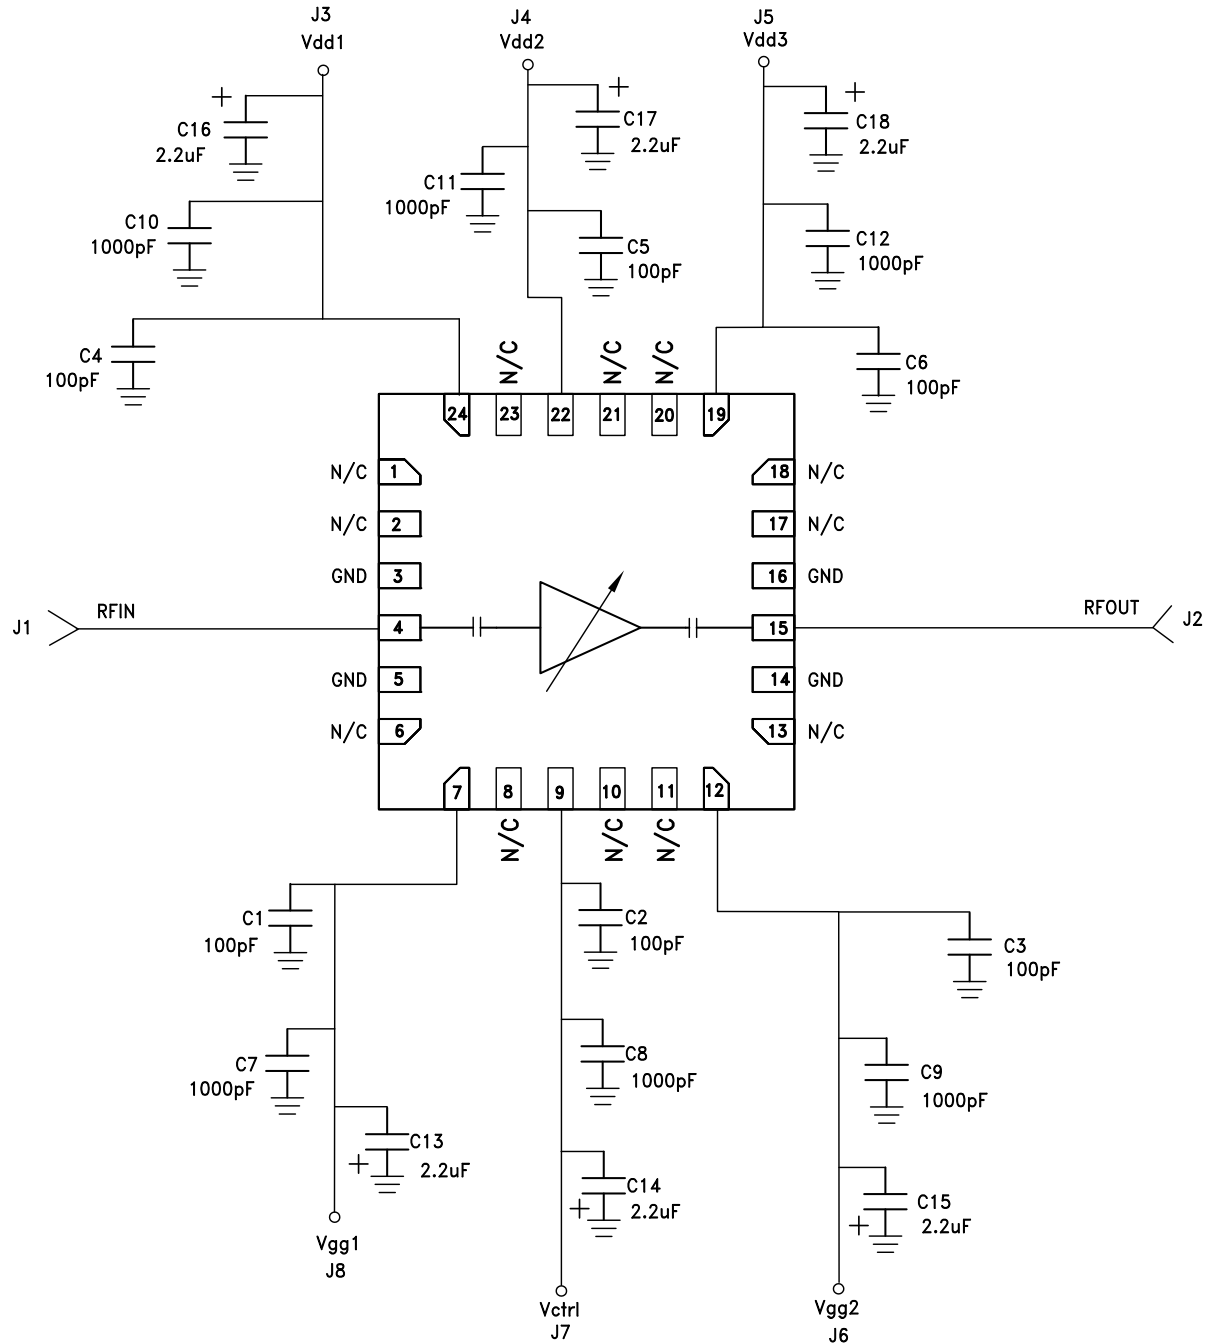 J3
Vdd1
J4
Vdd2
J5
Vdd3
+
C16
2.2uF
+
C17
2.2uF
+
C18
2.2uF
C10
1000pF
C11
1000pF
C5
100pF
C12
1000pF
C4
100pF
C6
100pF
N/C
N/C
N/C
24
23
22
21
20
19
N/C
1
18
N/C
N/C
2
17
N/C
GND
3
16
GND
J1
RFIN
4
15
RFOUT
J2
GND
5
14
GND
N/C
6
13
N/C
7
8
9
10
11
12
N/C
N/C
N/C
C1
100pF
C2
100pF
C3
100pF
C7
1000pF
C8
1000pF
C9
1000pF
C13
+
2.2uF
C14
+
2.2uF
C15
+
2.2uF
Vgg1
J8
Vctrl
J7
Vgg2
J6